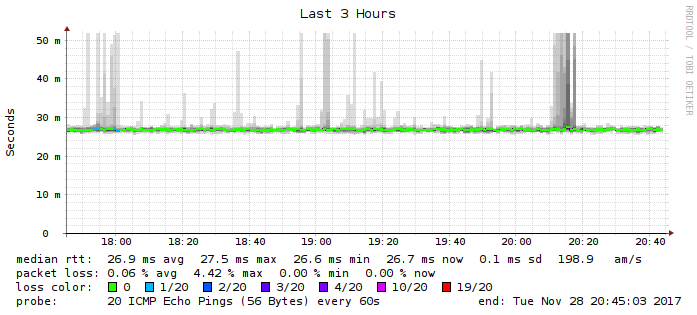 Last 3 Hours
RRDTOOL / TOBI OETIKER
Seconds
50 m
40 m
30 m
20 m
10 m
0
18:00 18:20 18:40 19:00 19:20 19:40 20:00 20:20 20:40
median rtt: 26.9 ms avg 27.5 ms max 26.6 ms min 26.7 ms now 0.1 ms sd 198.9 am/s
packet loss: 0.06 % avg 4.42 % max 0.00 % min 0.00 % now
loss color: 0 1/20 2/20 3/20 4/20 10/20 19/20
probe: 20 ICMP Echo Pings (56 Bytes) every 60s end: Tue Nov 28 20:45:03 2017